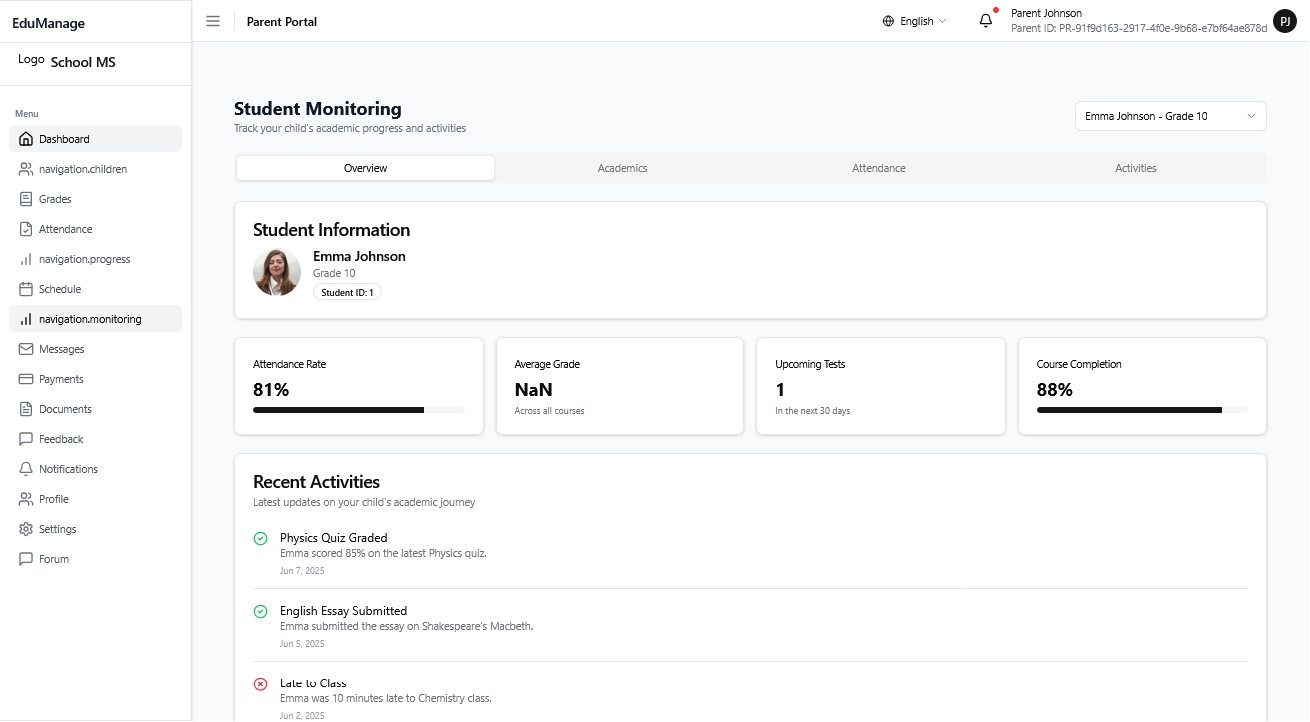 EduManage
Logo School MS
Menu
Dashboard
navigation.children
Grades
Attendance
navigation.progress
Schedule
navigation.monitoring
Messages
Payments
Documents
Feedback
Notifications
Profile
Settings
Forum
Parent Portal
English
Parent Johnson
Parent ID: PR-91f9d163-2917-4f0e-9b68-e7bf64ae878d
PJ
Student Monitoring
Track your child's academic progress and activities
Emma Johnson - Grade 10
Overview
Academics
Attendance
Activities
Student Information
Emma Johnson
Grade 10
Student ID: 1
Attendance Rate
81%
Average Grade
NaN
Across all courses
Upcoming Tests
1
In the next 30 days
Course Completion
88%
Recent Activities
Latest updates on your child's academic journey
Physics Quiz Graded
Emma scored 85% on the latest Physics quiz.
Jun 7, 2025
English Essay Submitted
Emma submitted the essay on Shakespeare's Macbeth.
Jun 5, 2025
Late to Class
Emma was 10 minutes late to Chemistry class.
Jun 2, 2025